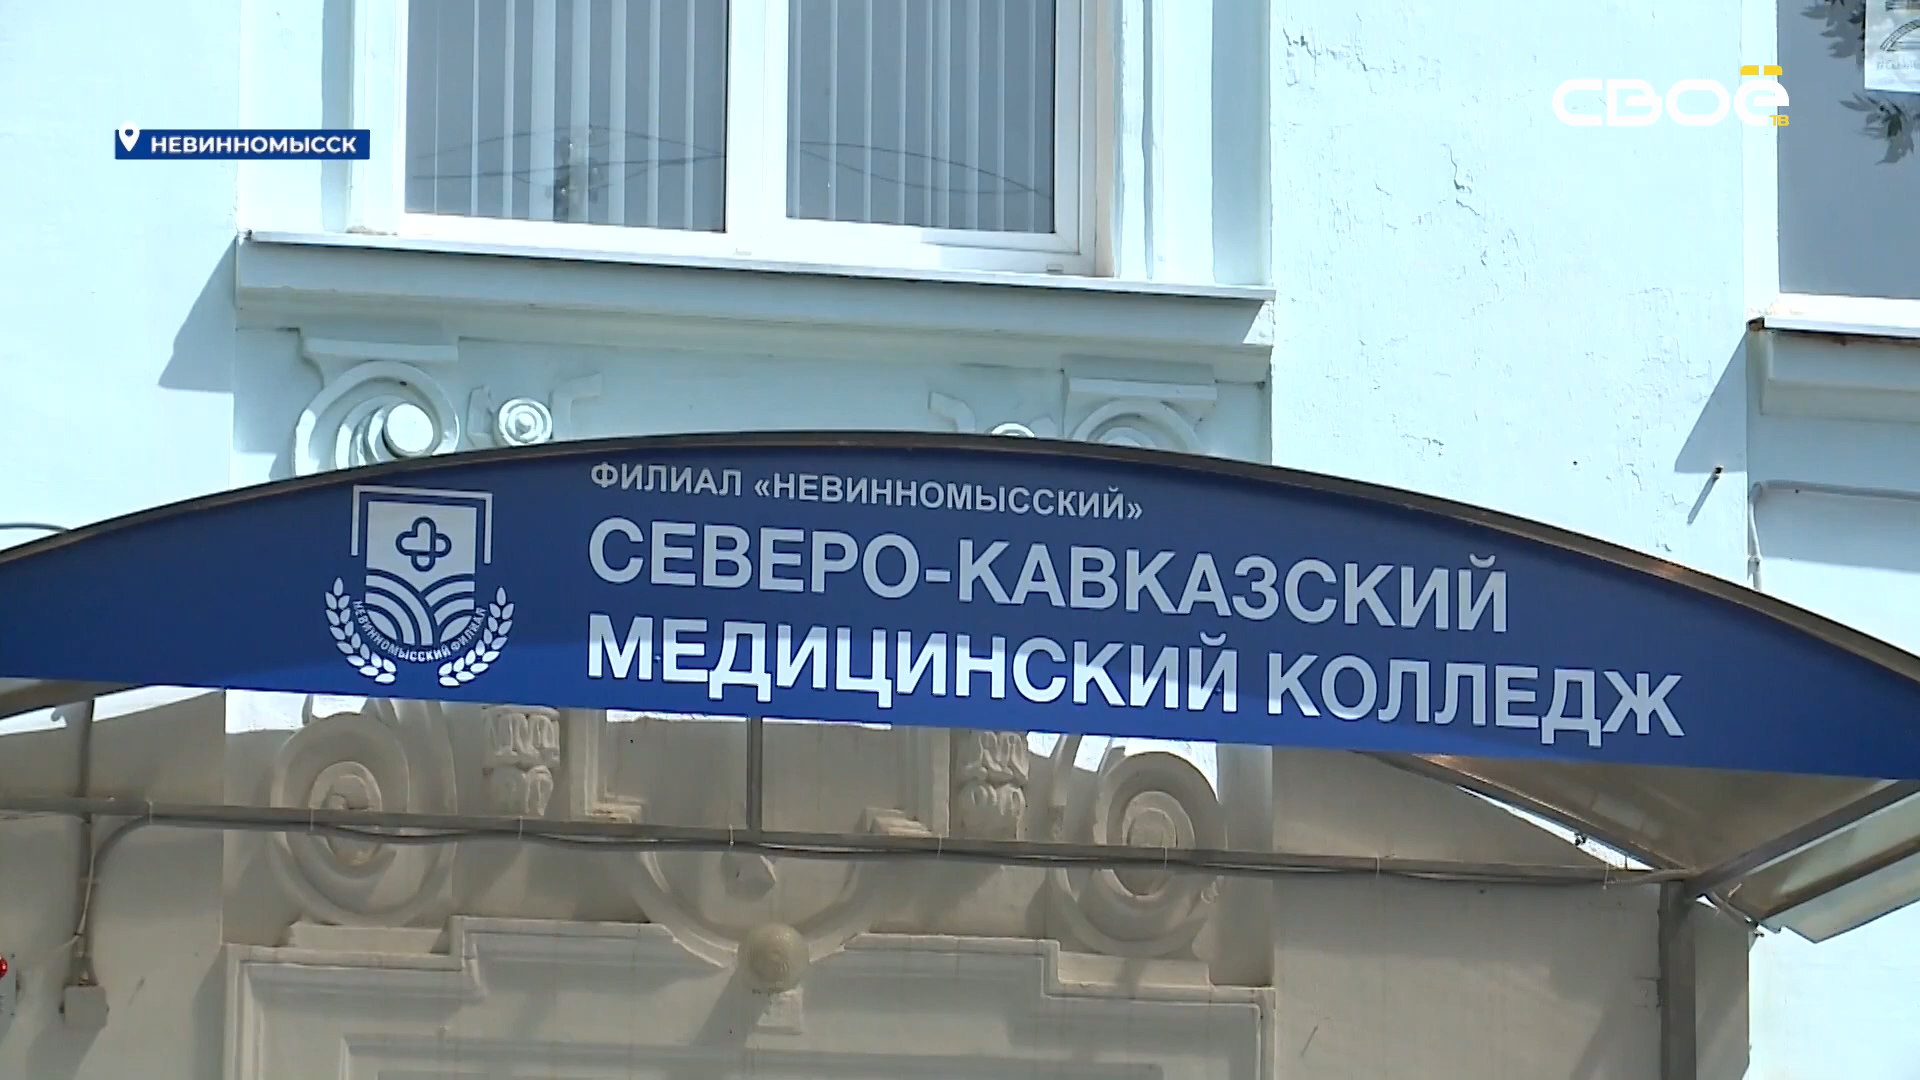 НЕВИННОМЫССК
СВОЁ
ТВ
ФИЛИАЛ «НЕВИННОМЫССКИЙ»
СЕВЕРО-КАВКАЗСКИЙ
МЕДИЦИНСКИЙ КОЛЛЕДЖ
НЕВИННОМЫССКИЙ ФИЛИАЛ